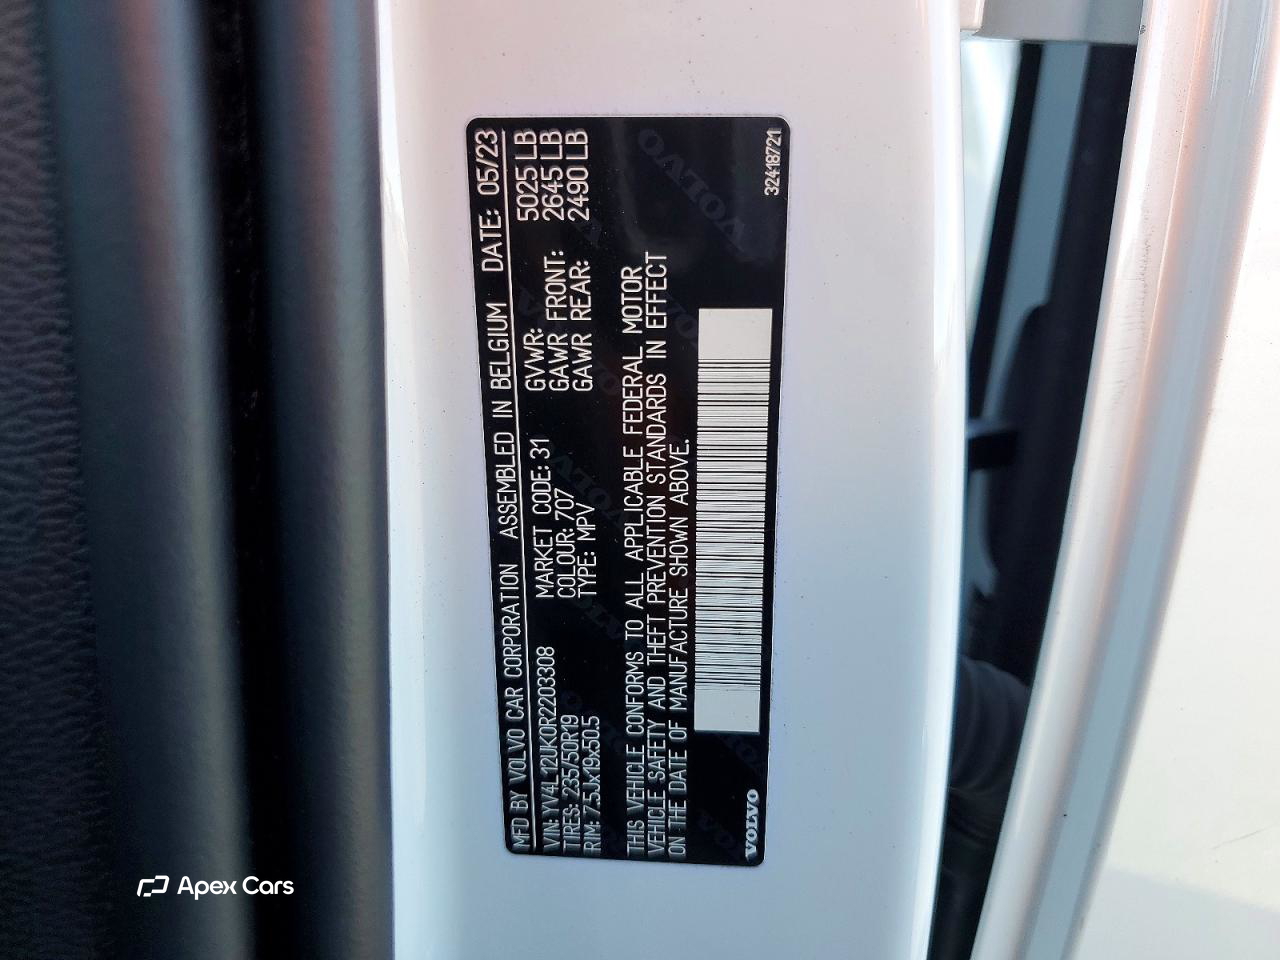 MFD BY VOLVO CAR CORPORATION ASSEMBLED IN BELGIUM DATE: 05/23
VIN: YV4L12UK0R2203308
TIRES: 235/50R19
RIM: 7.5Jx19x50.5
MARKET CODE: 31
COLOUR: 707
TYPE: MPV
GVWR: 5025 LB
GAWR FRONT: 2645 LB
GAWR REAR: 2490 LB
THIS VEHICLE CONFORMS TO ALL APPLICABLE FEDERAL MOTOR
VEHICLE SAFETY AND THEFT PREVENTION STANDARDS IN EFFECT
ON THE DATE OF MANUFACTURE SHOWN ABOVE.
VOLVO
32418721
Apex Cars